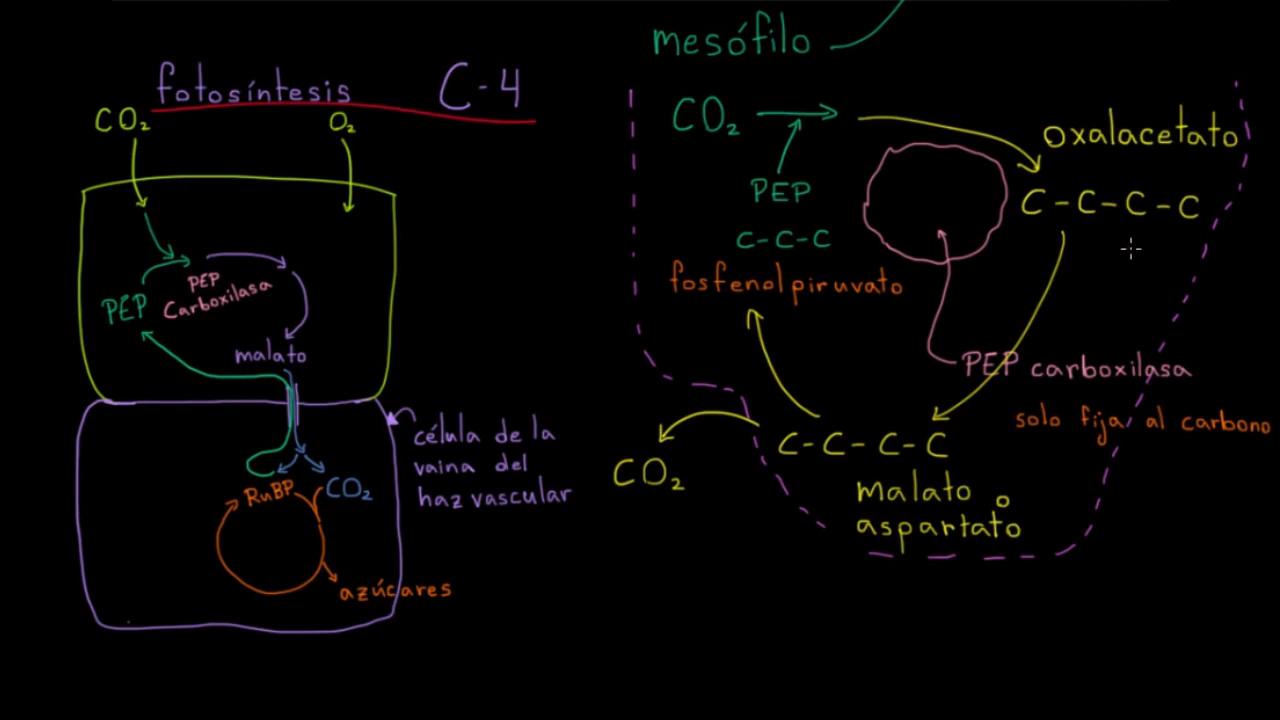 fotosíntesis C-4
CO₂
O₂
PEP
PEP
Carboxilasa
malato
célula de la
vaina del
haz vascular
RuBP
CO₂
azúcares
mesófilo
CO₂
PEP
C-C-C
fosfenolpiruvato
oxalacetato
C-C-C-C
PEP carboxilasa
solo fija al carbono
C-C-C-C
CO₂
malato o
aspartato